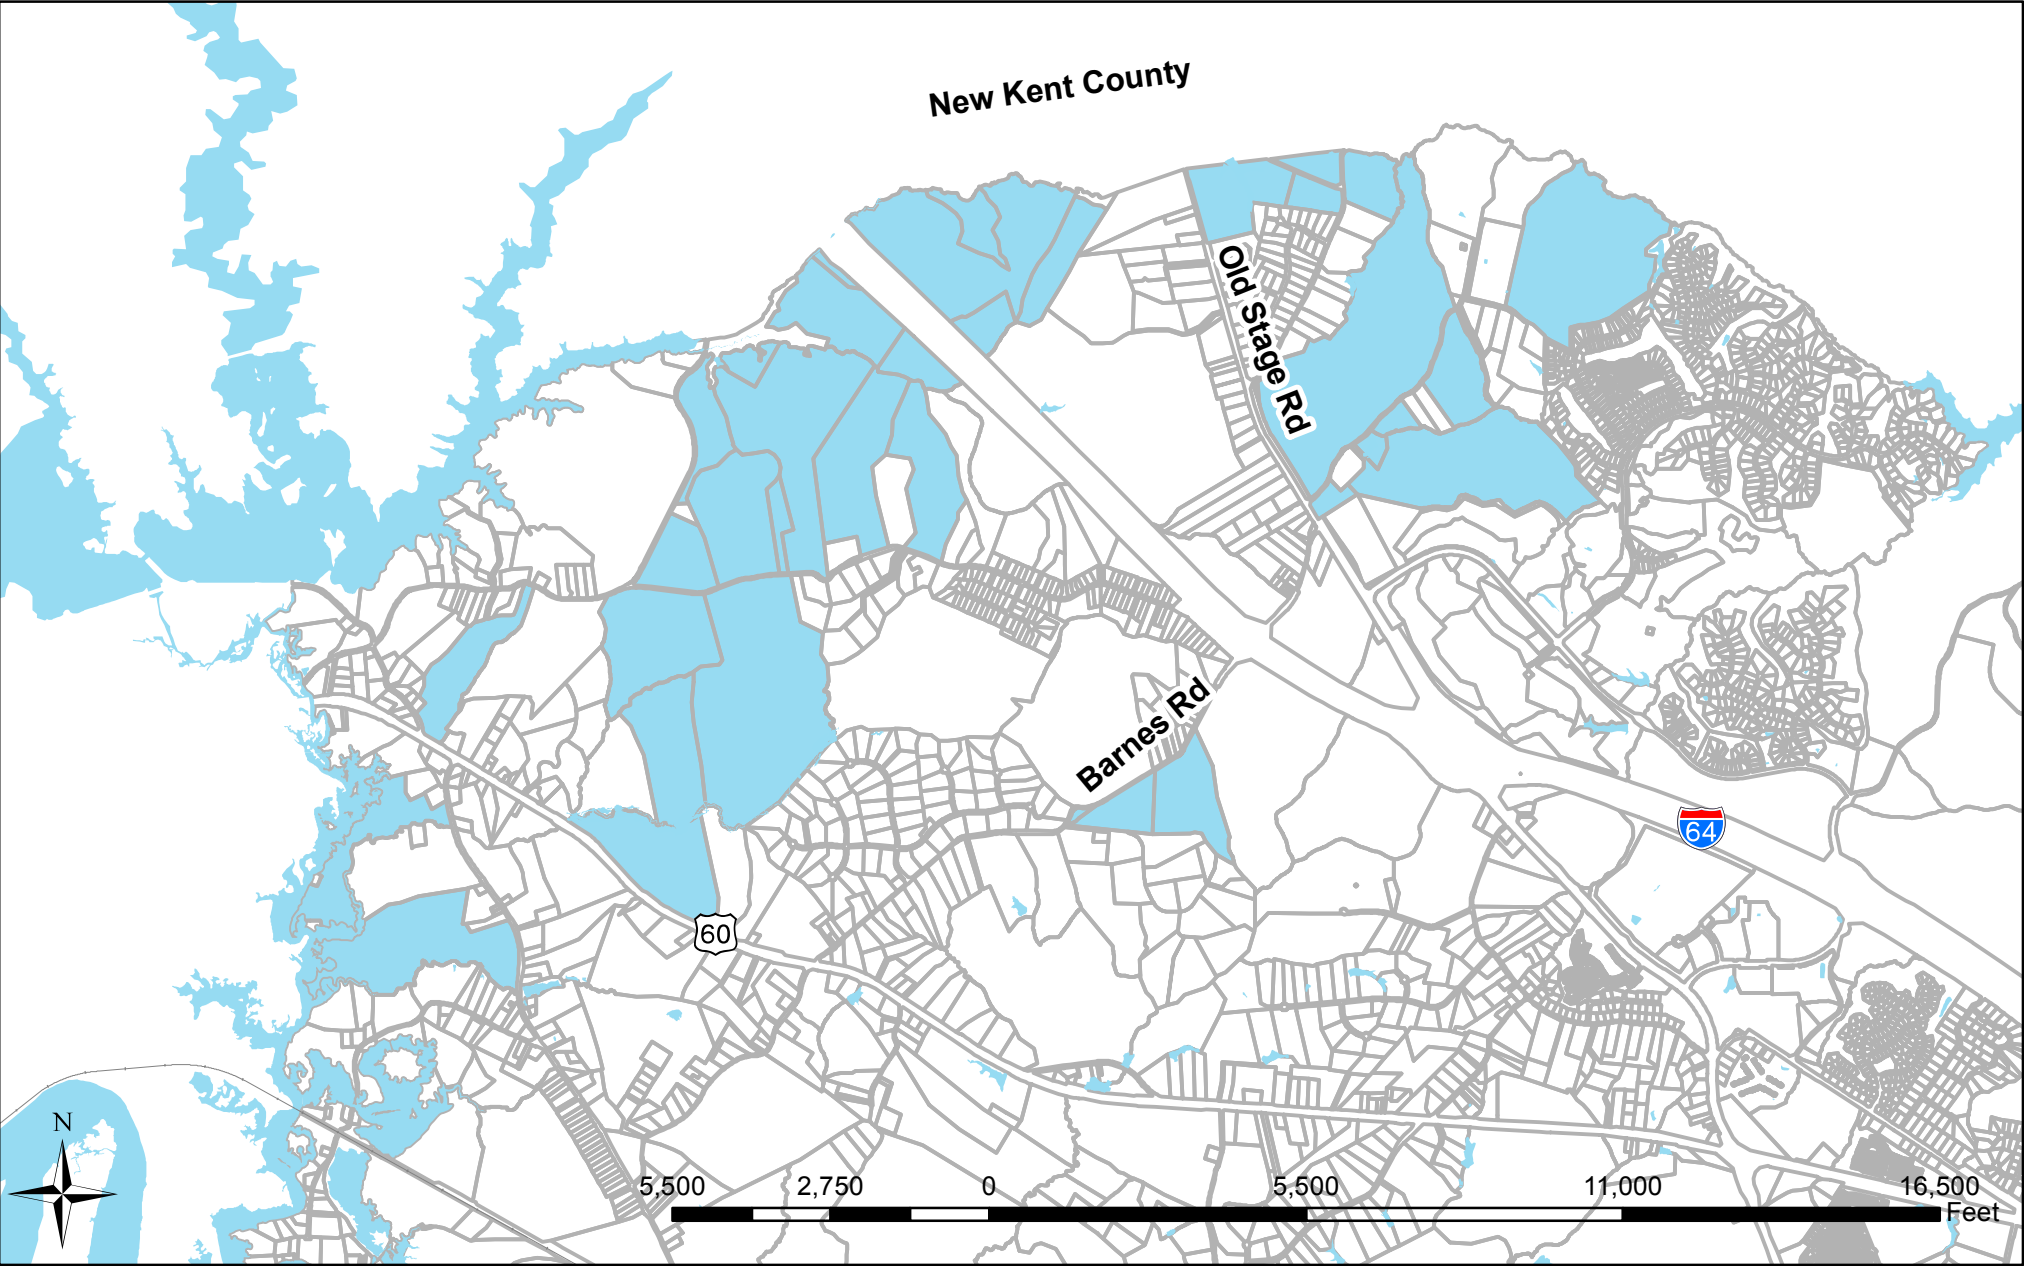 New Kent County
Old Stage Rd
Barnes Rd
64
60
N
5,500 2,750 0 5,500 11,000 16,500
Feet